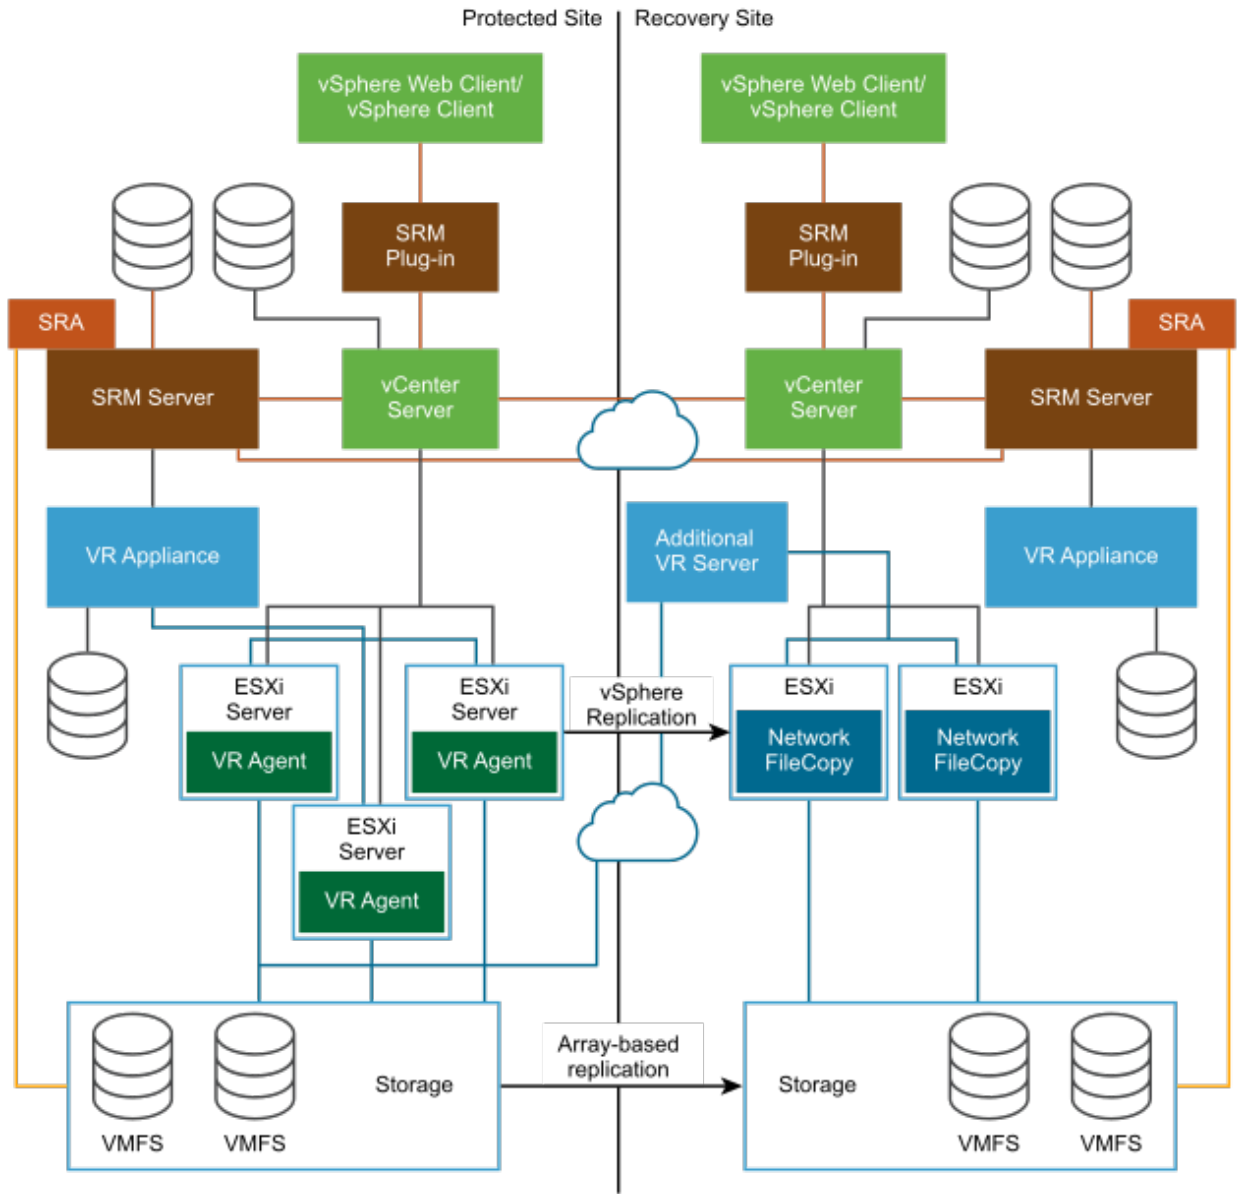 Protected Site
Recovery Site
vSphere Web Client/
vSphere Client
vSphere Web Client/
vSphere Client
SRM
Plug-in
SRM
Plug-in
SRA
SRA
SRM Server
vCenter
Server
vCenter
Server
SRM Server
VR Appliance
Additional
VR Server
VR Appliance
ESXi
Server
VR Agent
ESXi
Server
VR Agent
vSphere
Replication
ESXi
Network
FileCopy
ESXi
Network
FileCopy
ESXi
Server
VR Agent
VMFS
VMFS
Storage
Array-based
replication
Storage
VMFS
VMFS